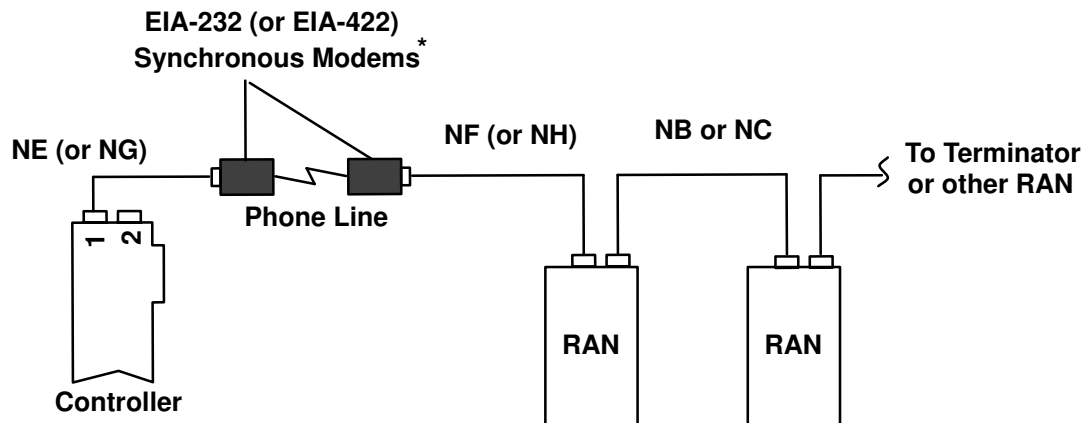 EIA-232 (or EIA-422)
Synchronous Modems*
NE (or NG)
NF (or NH)
NB or NC
To Terminator
or other RAN
Phone Line
1
2
RAN
RAN
Controller